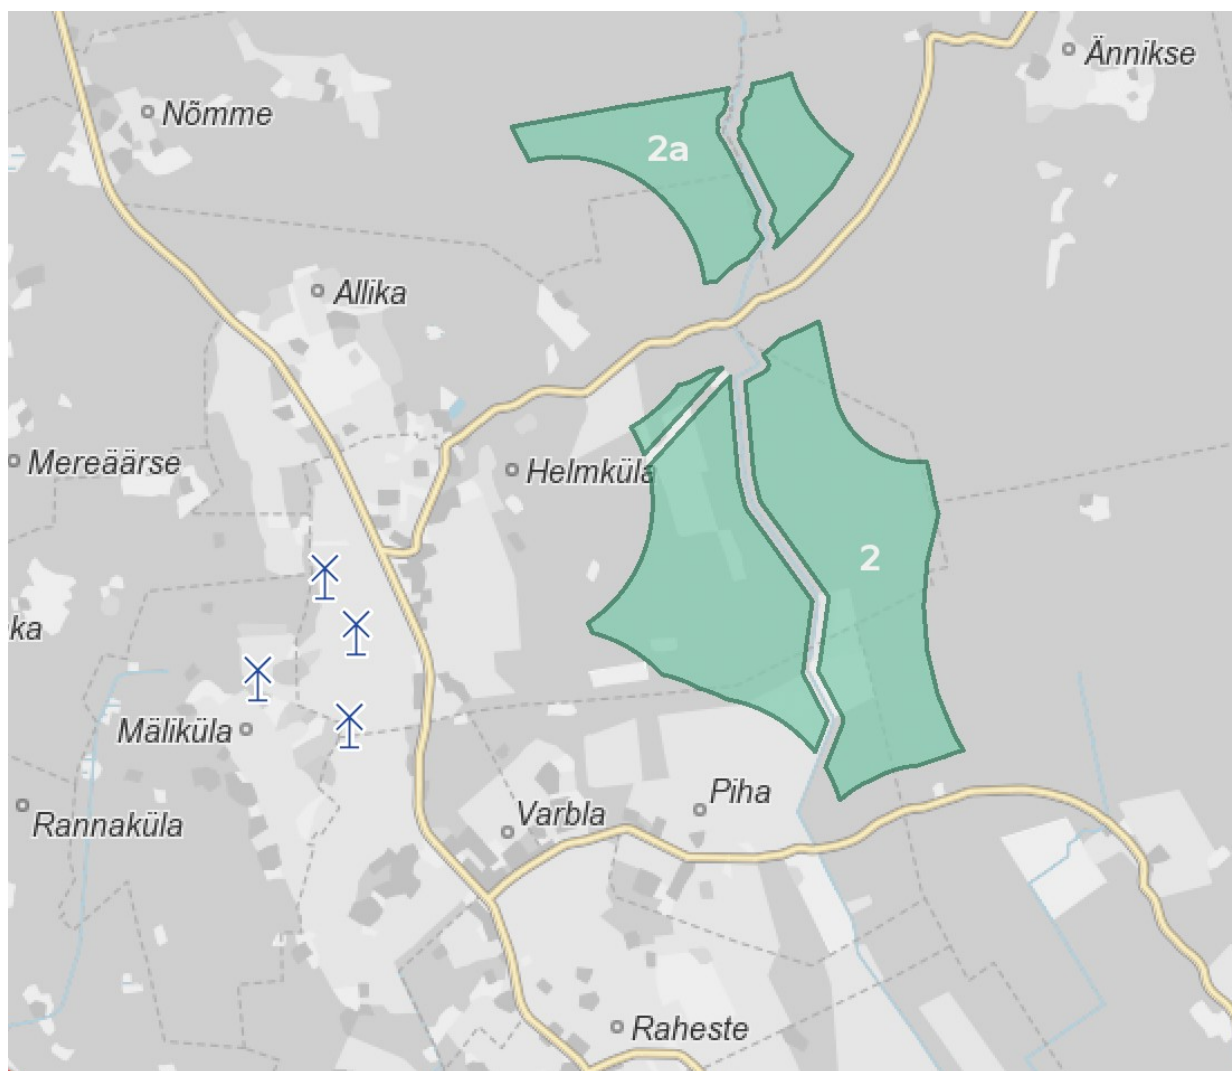 Ännikse
Nõmme
2a
Allika
Mereäärse
Helmküla
2
ka
Mäliküla
Piha
Rannaküla
Varbla
Raheste